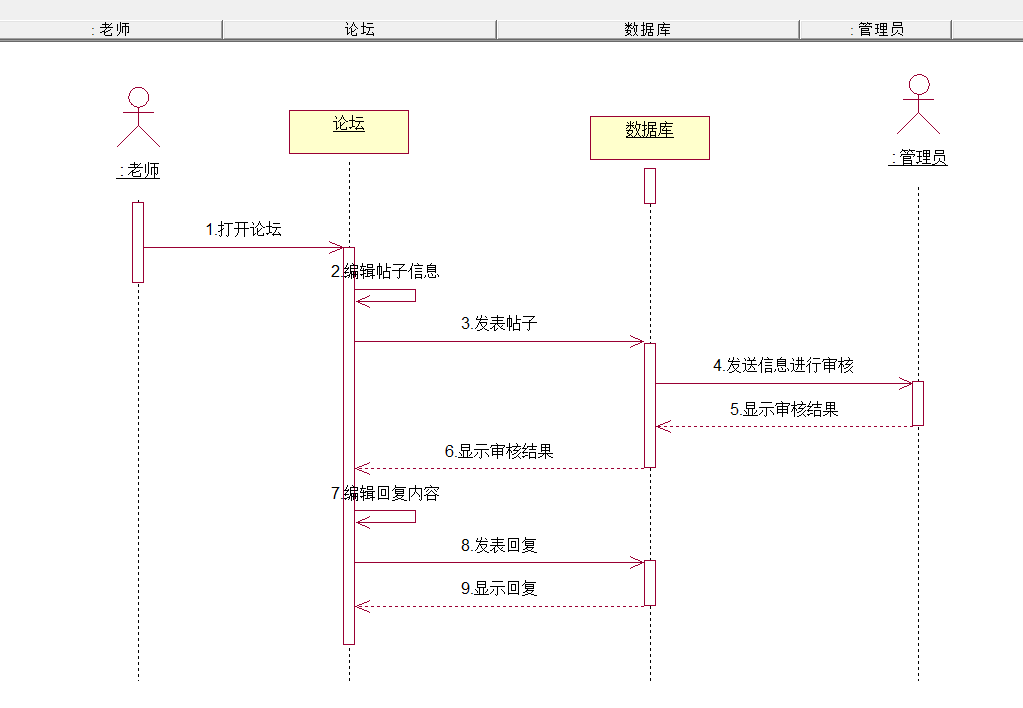 : 老师
论坛
数据库
: 管理员
论坛
数据库
: 老师
: 管理员
1.打开论坛
2.编辑帖子信息
3.发表帖子
4.发送信息进行审核
5.显示审核结果
6.显示审核结果
7.编辑回复内容
8.发表回复
9.显示回复